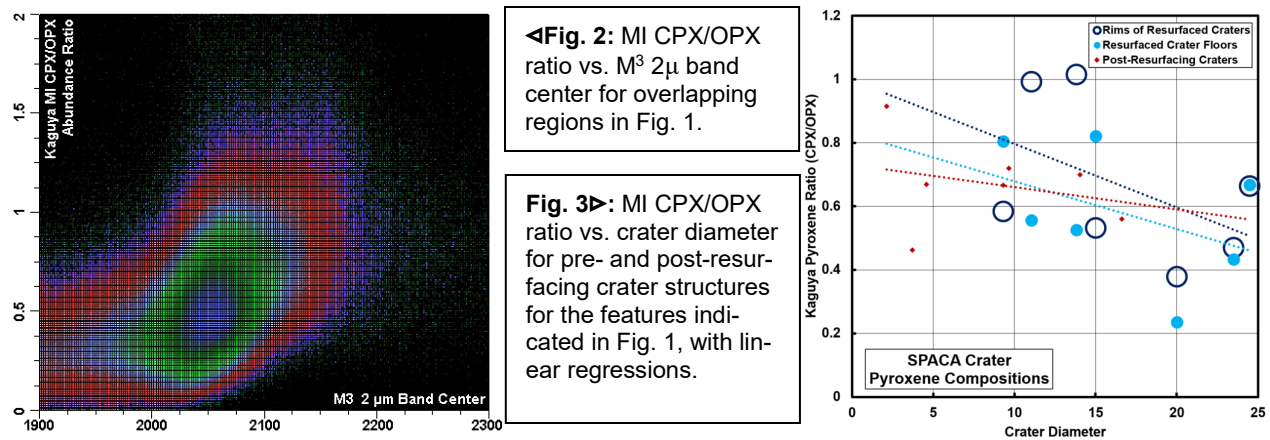 2
1.5
1
0.5
0
Kaguya MI CPX/OPX
Abundance Ratio
M3 2 µm Band Center
1900
2000
2100
2200
2300
⊲Fig. 2: MI CPX/OPX
ratio vs. M³ 2µ band
center for overlapping
regions in Fig. 1.
Fig. 3⊳: MI CPX/OPX
ratio vs. crater diameter
for pre- and post-resur-
facing crater structures
for the features indi-
cated in Fig. 1, with lin-
ear regressions.
1.2
1
0.8
0.6
0.4
0.2
0
Kaguya Pyroxene Ratio (CPX/OPX)
Rims of Resurfaced Craters
Resurfaced Crater Floors
Post-Resurfacing Craters
SPACA Crater
Pyroxene Compositions
0
5
10
15
20
25
Crater Diameter